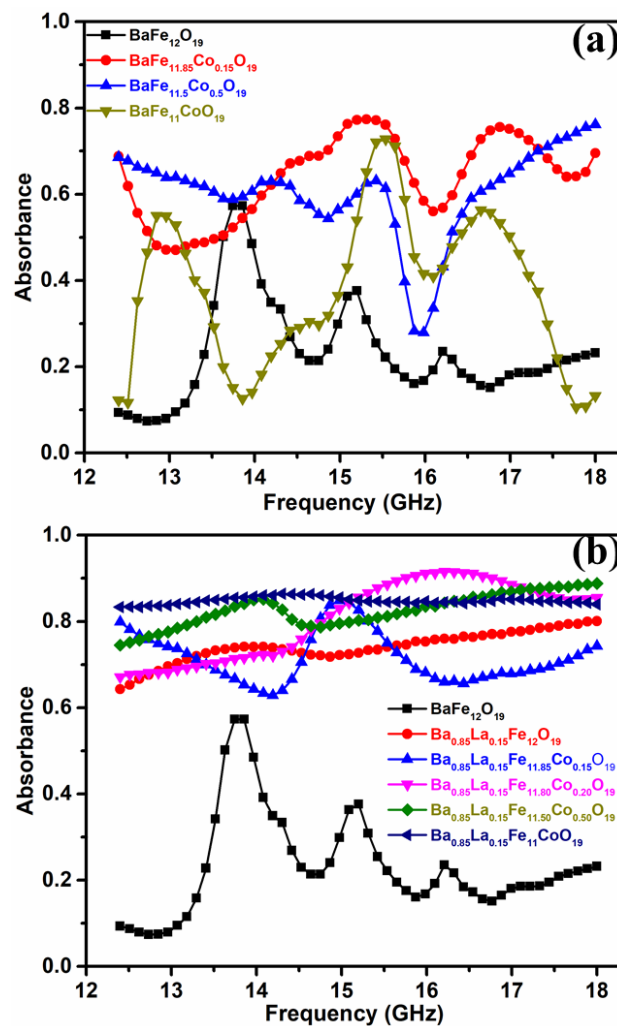 (a)
BaFe₁₂O₁₉
BaFe₁₁.₈₅Co₀.₁₅O₁₉
BaFe₁₁.₅Co₀.₅O₁₉
BaFe₁₁CoO₁₉
1.0
0.8
0.6
0.4
0.2
0.0
Absorbance
12 13 14 15 16 17 18
Frequency (GHz)
(b)
1.0
0.8
0.6
0.4
0.2
0.0
Absorbance
BaFe₁₂O₁₉
Ba₀.₈₅La₀.₁₅Fe₁₂O₁₉
Ba₀.₈₅La₀.₁₅Fe₁₁.₈₅Co₀.₁₅O₁₉
Ba₀.₈₅La₀.₁₅Fe₁₁.₈₀Co₀.₂₀O₁₉
Ba₀.₈₅La₀.₁₅Fe₁₁.₅₀Co₀.₅₀O₁₉
Ba₀.₈₅La₀.₁₅Fe₁₁CoO₁₉
12 13 14 15 16 17 18
Frequency (GHz)